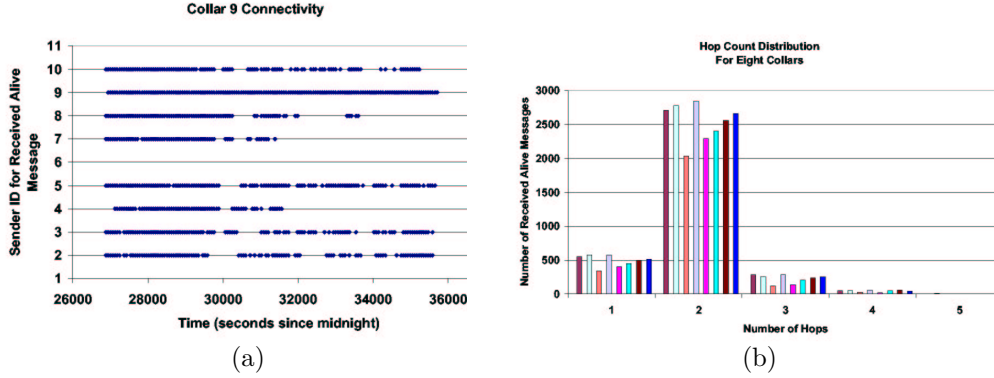 Collar 9 Connectivity
Sender ID for Received Alive
Message
11
10
9
8
7
6
5
4
3
2
1
26000 28000 30000 32000 34000 36000
Time (seconds since midnight)
(a)
Hop Count Distribution
For Eight Collars
Number of Received Alive Messages
3000
2500
2000
1500
1000
500
0
1 2 3 4 5
Number of Hops
(b)